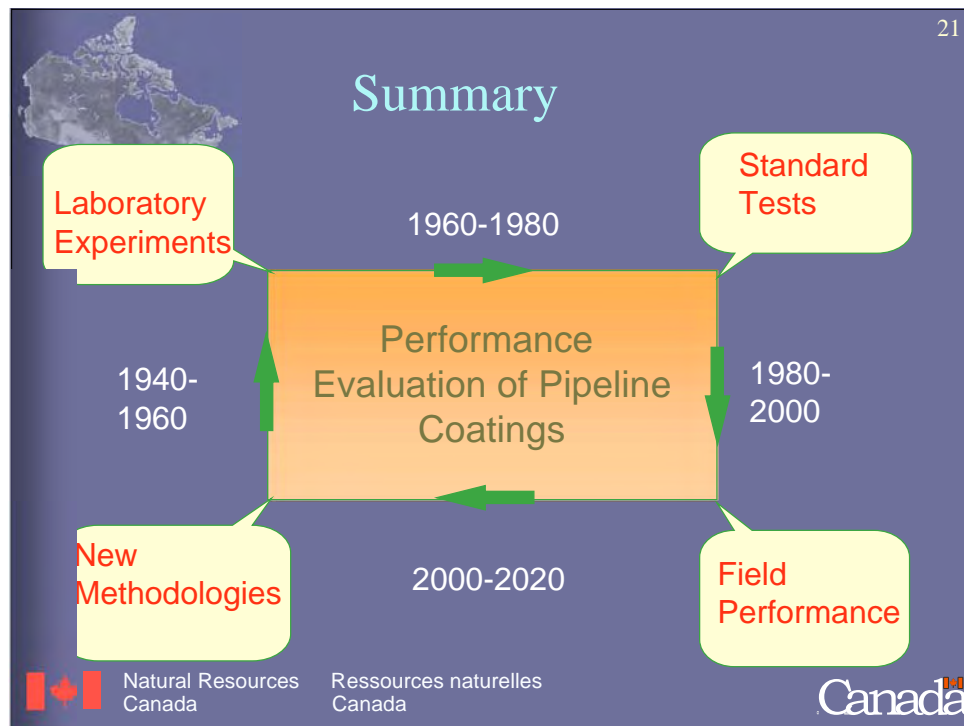 21
Summary
Laboratory
Experiments
Standard
Tests
1960-1980
Performance
Evaluation of Pipeline
Coatings
1940-
1960
1980-
2000
New
Methodologies
2000-2020
Field
Performance
Natural Resources
Canada
Ressources naturelles
Canada
Canada